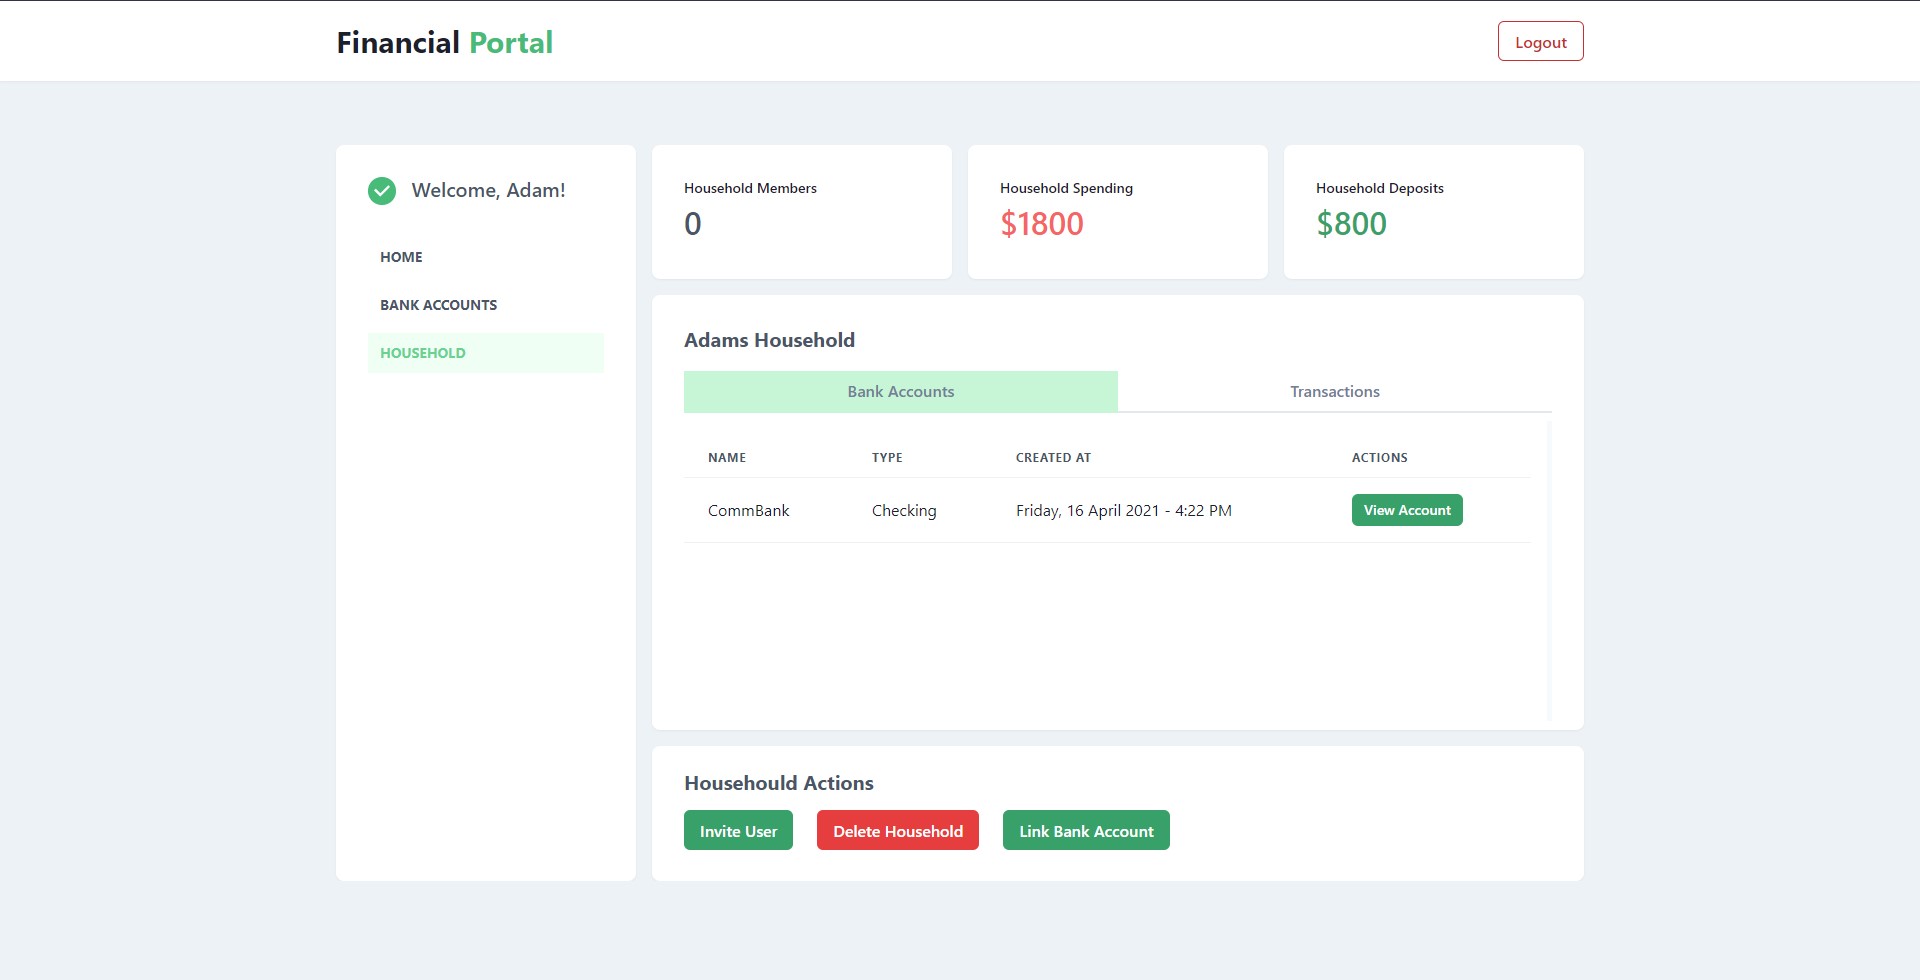 Financial Portal
Logout
Welcome, Adam!
HOME
BANK ACCOUNTS
HOUSEHOLD
Household Members
0
Household Spending
$1800
Household Deposits
$800
Adams Household
Bank Accounts Transactions
NAME TYPE CREATED AT ACTIONS
CommBank Checking Friday, 16 April 2021 - 4:22 PM View Account
Househould Actions
Invite User Delete Household Link Bank Account